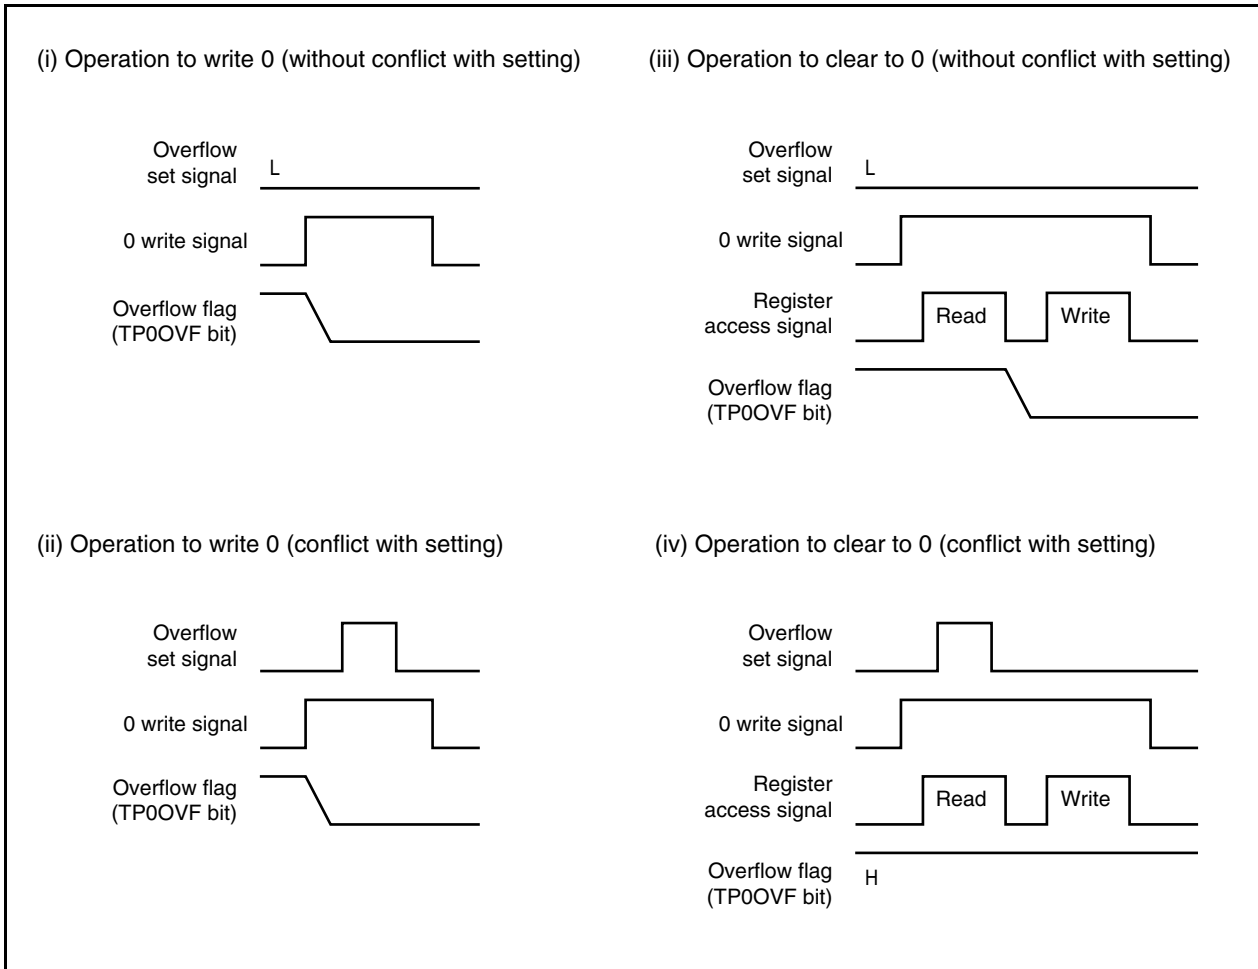 (i) Operation to write 0 (without conflict with setting)
Overflow
set signal
L
0 write signal
Overflow flag
(TP0OVF bit)
(iii) Operation to clear to 0 (without conflict with setting)
Overflow
set signal
L
0 write signal
Register
access signal
Read
Write
Overflow flag
(TP0OVF bit)
(ii) Operation to write 0 (conflict with setting)
Overflow
set signal
0 write signal
Overflow flag
(TP0OVF bit)
(iv) Operation to clear to 0 (conflict with setting)
Overflow
set signal
0 write signal
Register
access signal
Read
Write
Overflow flag
(TP0OVF bit)
H